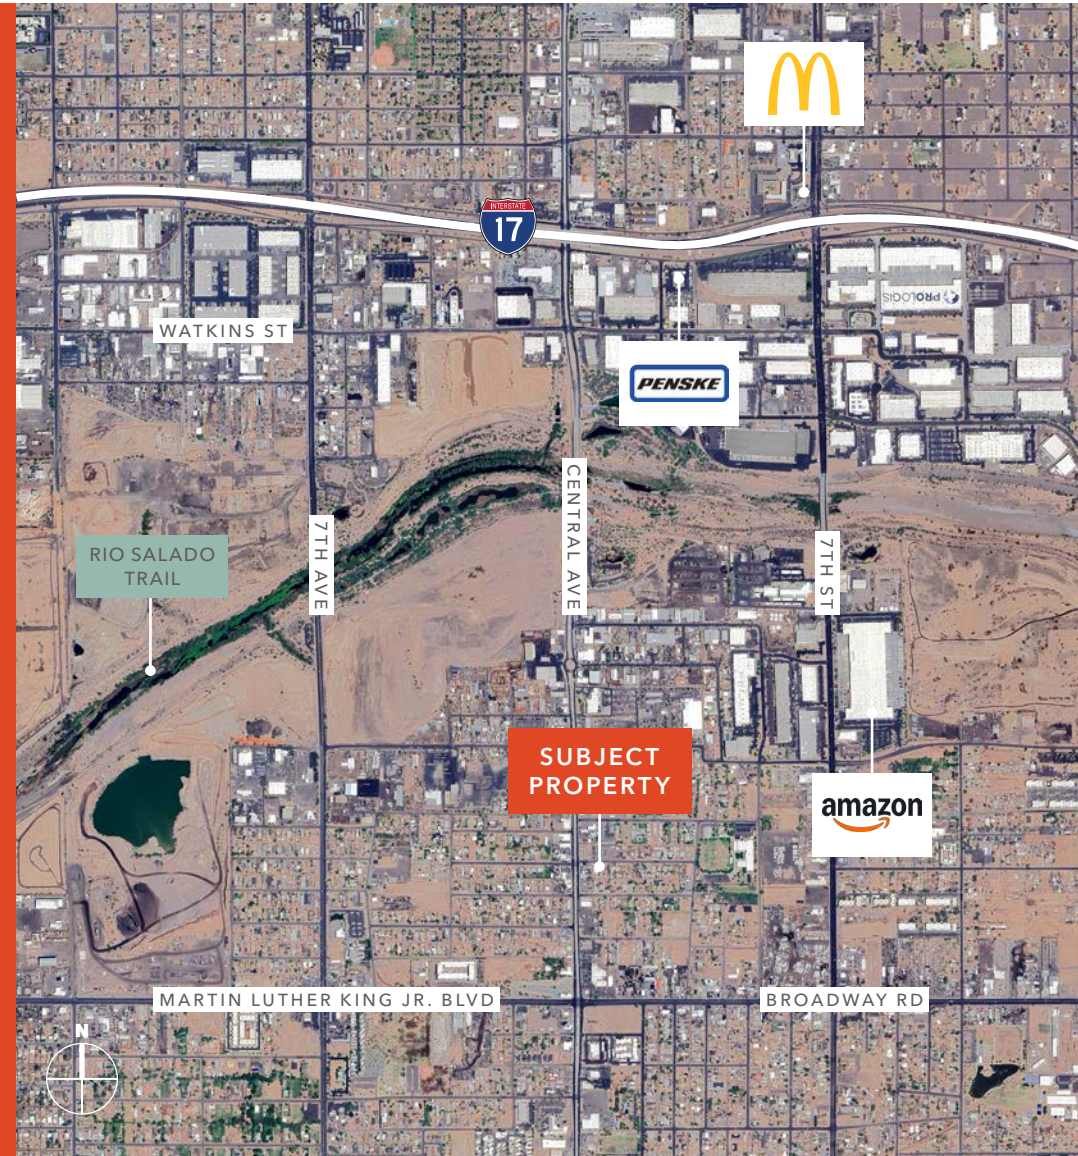 INTERSTATE
17
PROLOGIS
WATKINS ST
PENSKE
CENTRAL AVE
7TH AVE
7TH ST
RIO SALADO
TRAIL
SUBJECT
PROPERTY
amazon
MARTIN LUTHER KING JR. BLVD
BROADWAY RD
N